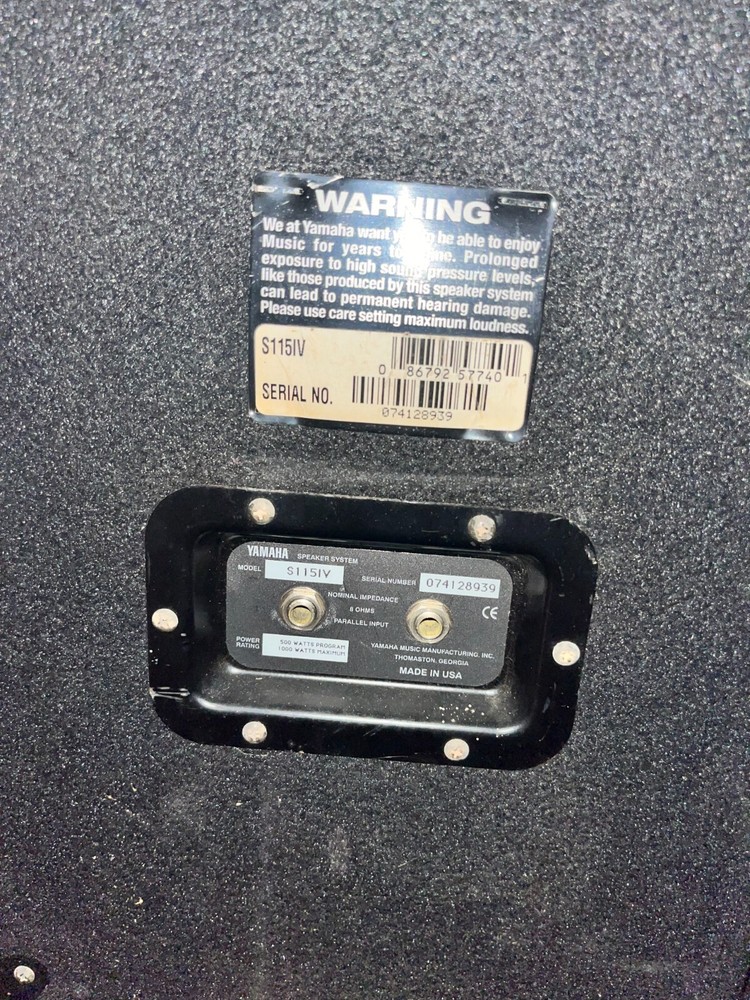 WARNING
We at Yamaha want to be able to enjoy
Music for years to Prolonged
exposure to high sound pressure levels,
like those produced by this speaker system
can lead to permanent hearing damage.
Please use care setting maximum loudness.
S115IV
0 86792 57740 1
SERIAL NO.
074128939
YAMAHA SPEAKER SYSTEM
MODEL S115IV SERIAL NUMBER 074128939
NOMINAL IMPEDANCE
8 OHMS
PARALLEL INPUT
CE
POWER RATING
500 WATTS PROGRAM
1000 WATTS MAXIMUM
YAMAHA MUSIC MANUFACTURING, INC.
THOMASTON, GEORGIA
MADE IN USA